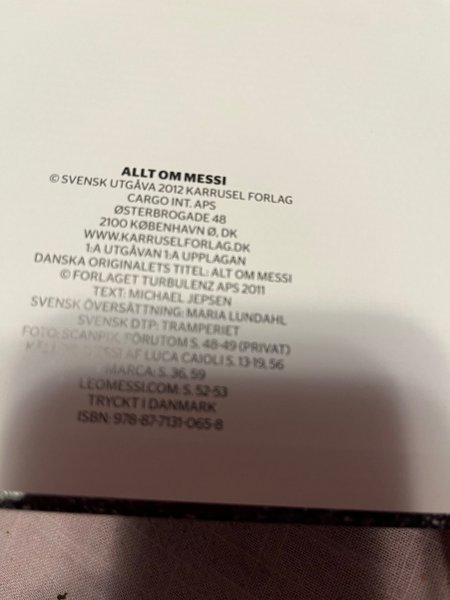 ALLT OM MESSI
© SVENSK UTGÅVA 2012 KARRUSEL FORLAG
CARGO INT. APS
ØSTERBROGADE 48
2100 KØBENHAVN Ø, DK
WWW.KARRUSELFORLAG.DK
1:A UTGÅVAN 1:A UPPLAGAN
DANSKA ORIGINALETS TITEL: ALT OM MESSI
© FORLAGET TURBULENZ APS 2011
TEXT: MICHAEL JEPSEN
SVENSK ÖVERSÄTTNING: MARIA LUNDAHL
SVENSK DTP: TRAMPERIET
FOTO: SCANPIX, FÖRUTOM S. 48-49 (PRIVAT)
MESSI AF LUCA CAIOLI S. 13-19, 56
MARCA: S. 36, 59
LEOMESSI.COM: S. 52-53
TRYCKT I DANMARK
ISBN: 978-87-7131-065-8